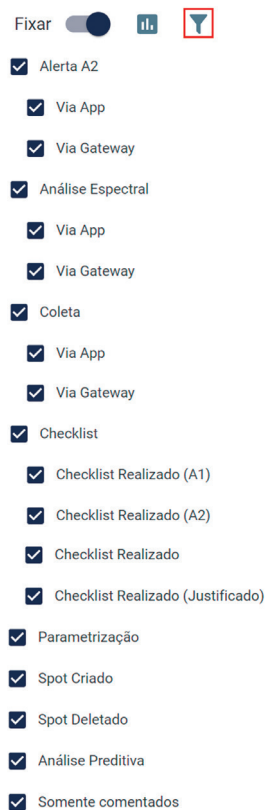 Fixar
Alerta A2
Via App
Via Gateway
Análise Espectral
Via App
Via Gateway
Coleta
Via App
Via Gateway
Checklist
Checklist Realizado (A1)
Checklist Realizado (A2)
Checklist Realizado
Checklist Realizado (Justificado)
Parametrização
Spot Criado
Spot Deletado
Análise Preditiva
Somente comentados